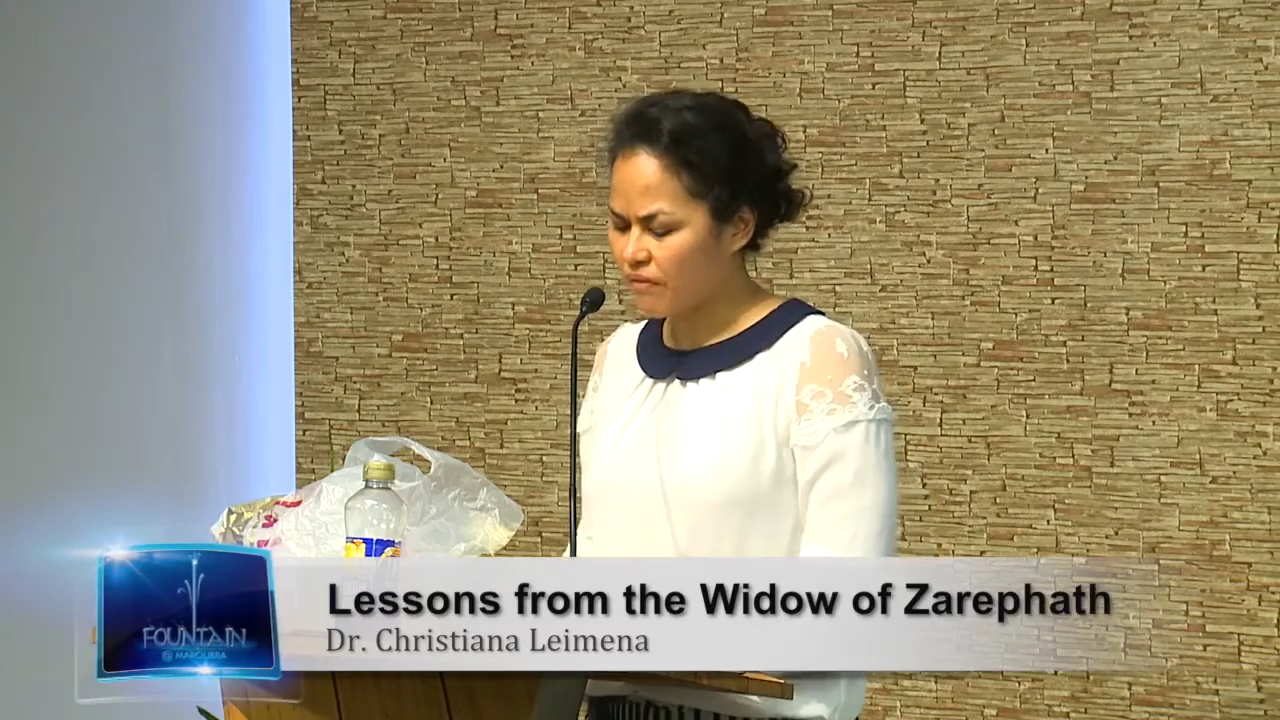 Lessons from the Widow of Zarephath
Dr. Christiana Leimena
FOUNTAIN